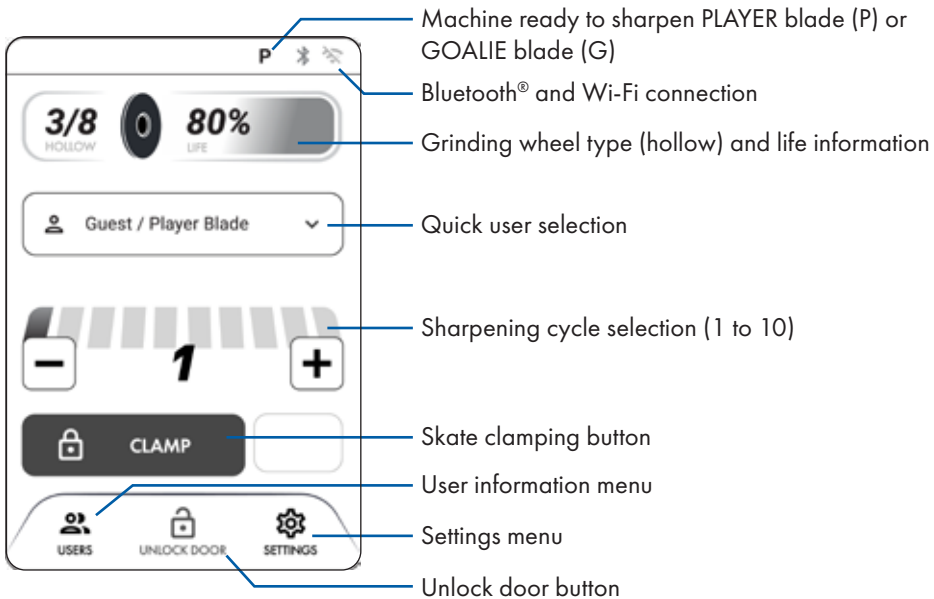 Machine ready to sharpen PLAYER blade (P) or
GOALIE blade (G)
P
Bluetooth® and Wi-Fi connection
3/8
HOLLOW
80%
LIFE
Grinding wheel type (hollow) and life information
Guest / Player Blade
Quick user selection
Sharpening cycle selection (1 to 10)
1
CLAMP
Skate clamping button
User information menu
USERS
UNLOCK DOOR
SETTINGS
Settings menu
Unlock door button